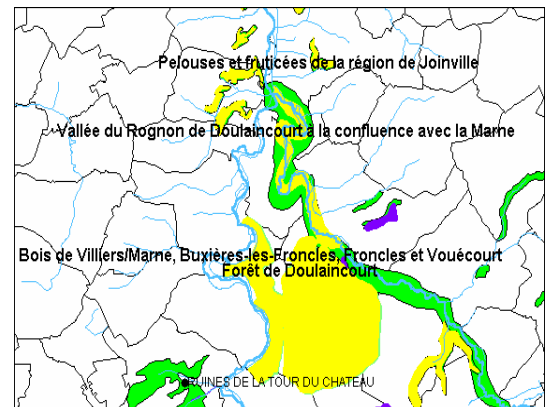 Pelouses et fruticées de la région de Joinville
Vallée du Rognon de Doulaincourt à la confluence avec la Marne
Bois de Villiers/Marne, Buxières-les-Froncles, Froncles et Vouécourt
Forêt de Doulaincourt
RUINES DE LA TOUR DU CHATEAU